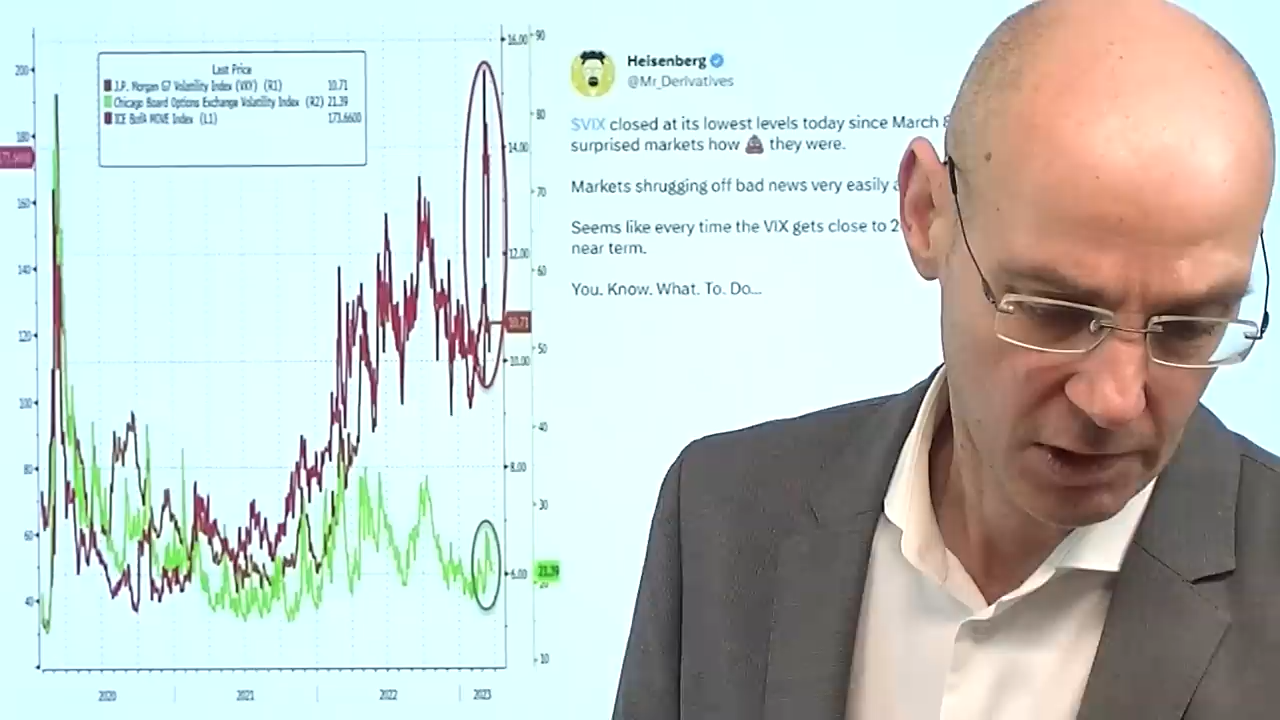 Last Price
J.P. Morgan G7 Volatility Index (VXY) (R1) 10.71
Chicago Board Options Exchange Volatility Index (R2) 21.39
ICE BofA MOVE Index (L1) 173.6600
200
180
160
140
120
100
80
60
40
16.00
14.00
12.00
10.71
10.00
8.00
6.00
90
80
70
60
50
40
30
21.39
10
2020
2021
2022
2023
Heisenberg
@Mr_Derivatives
$VIX closed at its lowest levels today since March
surprised markets how 💩 they were.
Markets shrugging off bad news very easily
Seems like every time the VIX gets close to
near term.
You. Know. What. To. Do...